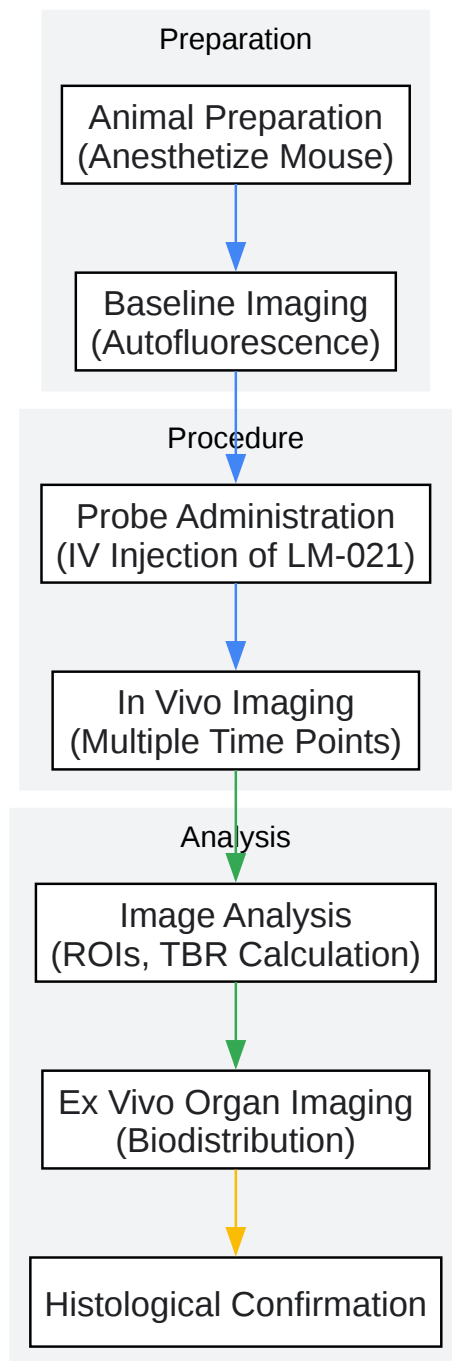 Preparation
Animal Preparation
(Anesthetize Mouse)
Baseline Imaging
(Autofluorescence)
Procedure
Probe Administration
(IV Injection of LM-021)
In Vivo Imaging
(Multiple Time Points)
Analysis
Image Analysis
(ROIs, TBR Calculation)
Ex Vivo Organ Imaging
(Biodistribution)
Histological Confirmation